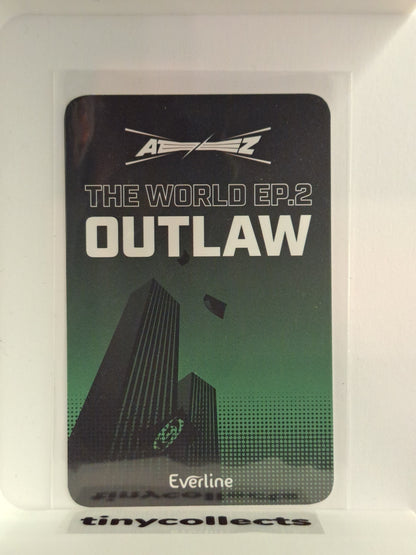 ATEEZ
THE WORLD EP.2
OUTLAW
Everline
tinycollects